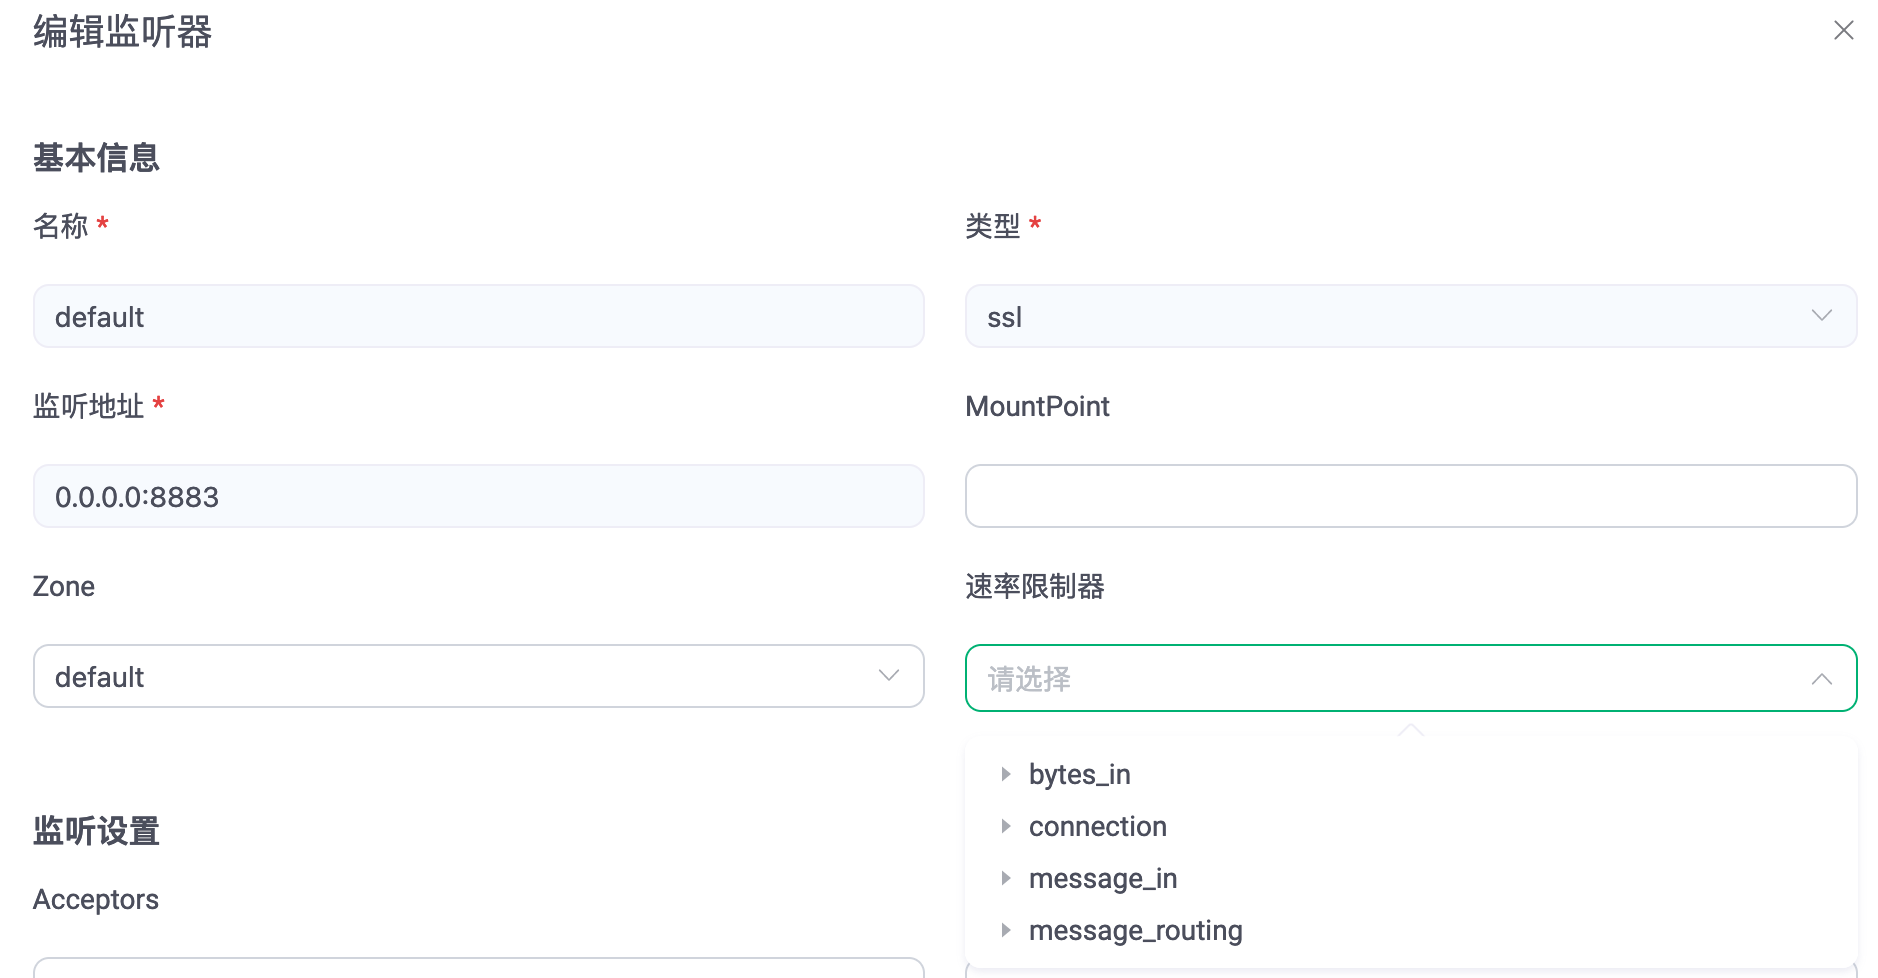 编辑监听器
基本信息
名称 *
类型 *
default
ssl
监听地址 *
MountPoint
0.0.0.0:8883
Zone
速率限制器
default
请选择
bytes_in
connection
message_in
message_routing
监听设置
Acceptors